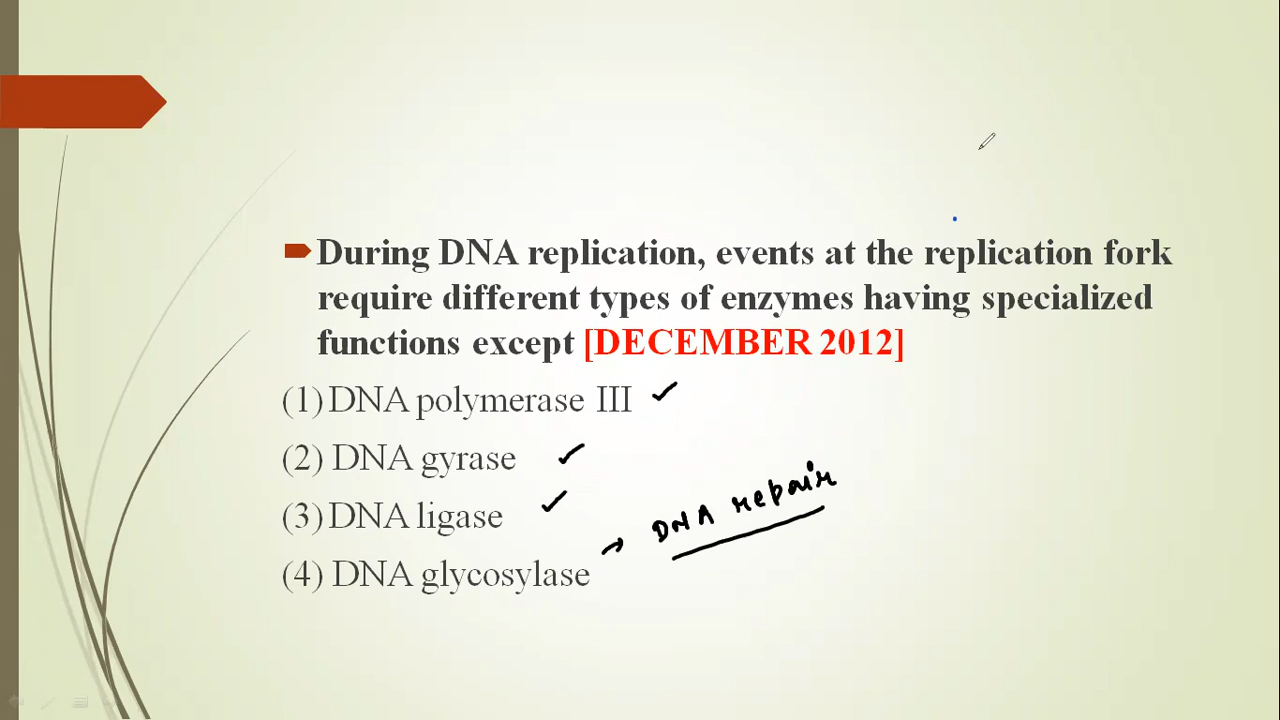 During DNA replication, events at the replication fork
require different types of enzymes having specialized
functions except [DECEMBER 2012]
(1) DNA polymerase III
(2) DNA gyrase
(3) DNA ligase
DNA repair
(4) DNA glycosylase